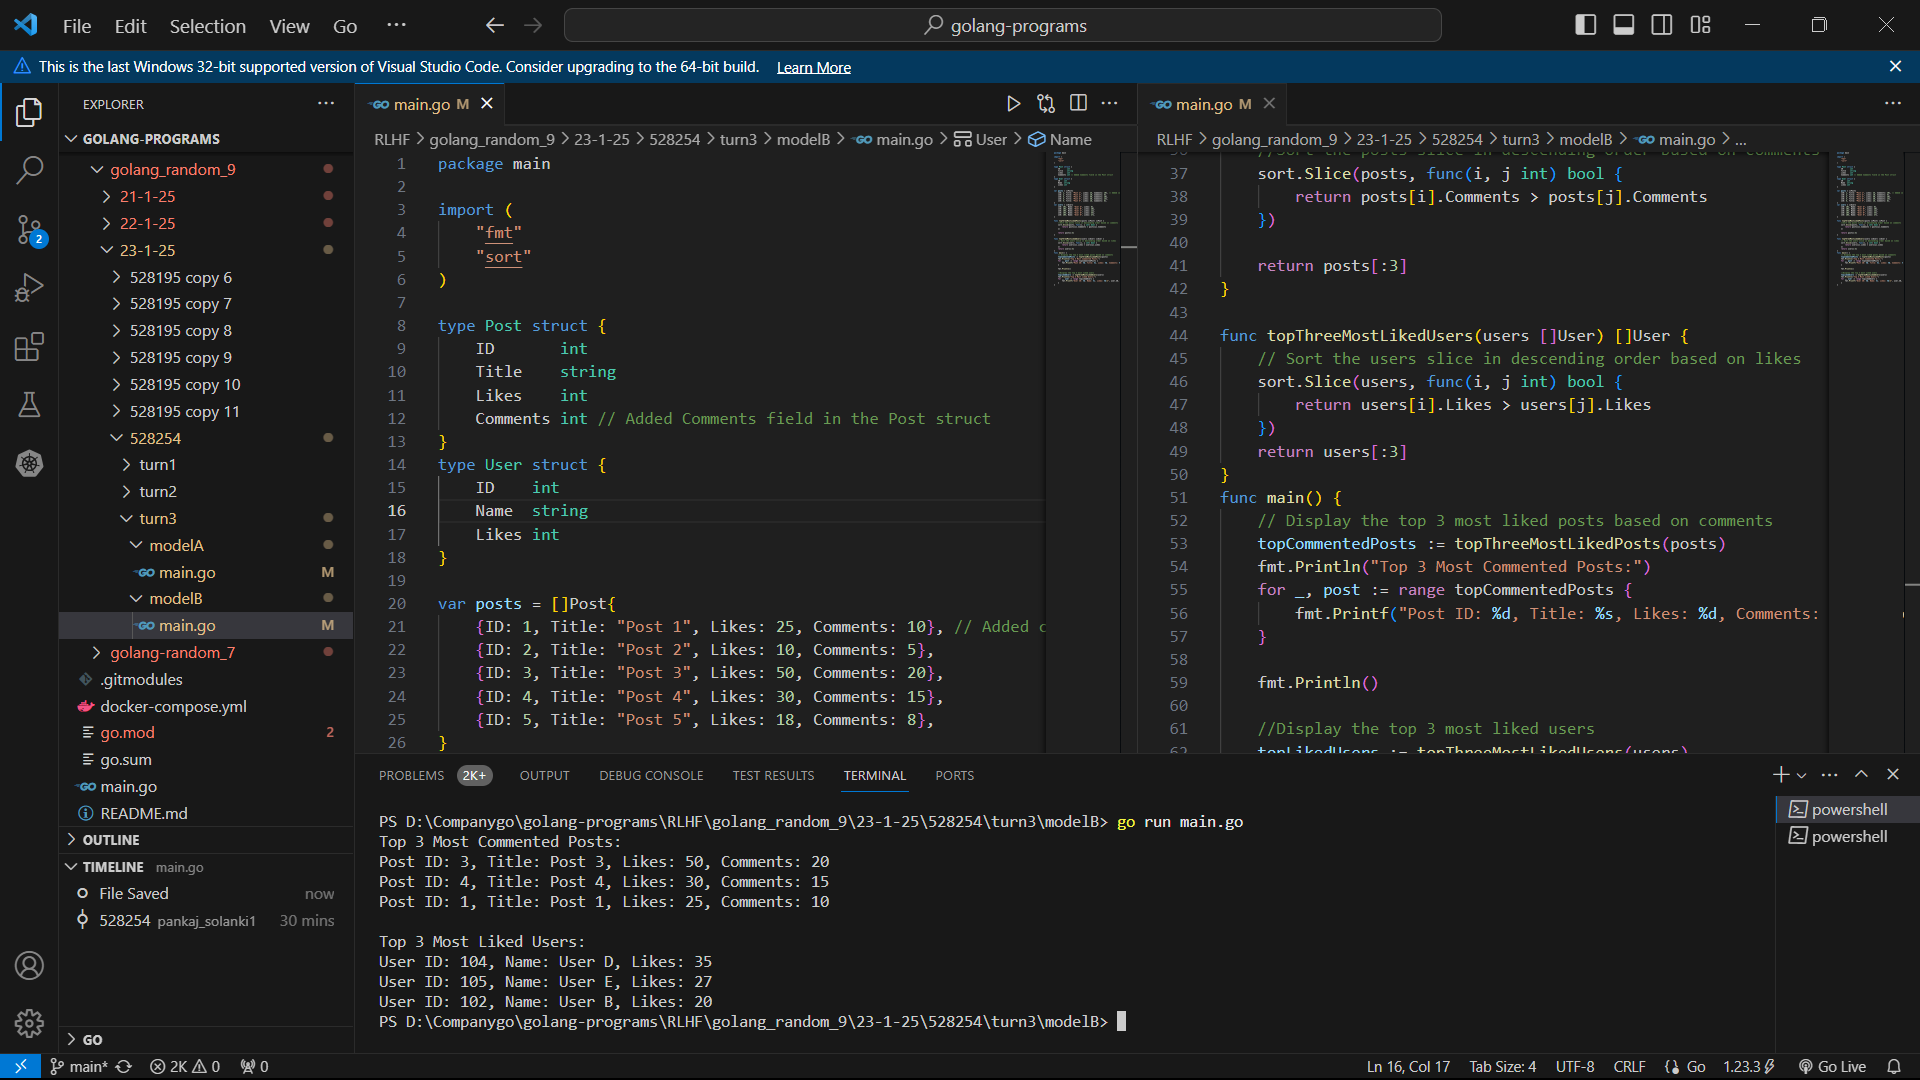 File Edit Selection View Go ··· golang-programs
This is the last Windows 32-bit supported version of Visual Studio Code. Consider upgrading to the 64-bit build. Learn More
EXPLORER
GOLANG-PROGRAMS
golang_random_9
21-1-25
22-1-25
23-1-25
528195 copy 6
528195 copy 7
528195 copy 8
528195 copy 9
528195 copy 10
528195 copy 11
528254
turn1
turn2
turn3
modelA
main.go M
modelB
main.go M
golang-random_7
.gitmodules
docker-compose.yml
go.mod 2
go.sum
main.go
README.md
OUTLINE
TIMELINE main.go
File Saved now
528254 pankaj_solanki1 30 mins
GO
2
main.go M
RLHF > golang_random_9 > 23-1-25 > 528254 > turn3 > modelB > main.go > User > Name
1 package main
2
3 import (
4 "fmt"
5 "sort"
6 )
7
8 type Post struct {
9 ID int
10 Title string
11 Likes int
12 Comments int // Added Comments field in the Post struct
13 }
14 type User struct {
15 ID int
16 Name string
17 Likes int
18 }
19
20 var posts = []Post{
21 {ID: 1, Title: "Post 1", Likes: 25, Comments: 10}, // Added c
22 {ID: 2, Title: "Post 2", Likes: 10, Comments: 5},
23 {ID: 3, Title: "Post 3", Likes: 50, Comments: 20},
24 {ID: 4, Title: "Post 4", Likes: 30, Comments: 15},
25 {ID: 5, Title: "Post 5", Likes: 18, Comments: 8},
26 }
main.go M
RLHF > golang_random_9 > 23-1-25 > 528254 > turn3 > modelB > main.go > ...
36 //Sort the posts slice in descending order based on comments
37 sort.Slice(posts, func(i, j int) bool {
38 return posts[i].Comments > posts[j].Comments
39 })
40
41 return posts[:3]
42 }
43
44 func topThreeMostLikedUsers(users []User) []User {
45 // Sort the users slice in descending order based on likes
46 sort.Slice(users, func(i, j int) bool {
47 return users[i].Likes > users[j].Likes
48 })
49 return users[:3]
50 }
51 func main() {
52 // Display the top 3 most liked posts based on comments
53 topCommentedPosts := topThreeMostLikedPosts(posts)
54 fmt.Println("Top 3 Most Commented Posts:")
55 for _, post := range topCommentedPosts {
56 fmt.Printf("Post ID: %d, Title: %s, Likes: %d, Comments:
57 }
58
59 fmt.Println()
60
61 //Display the top 3 most liked users
62 topLikedUsers := topThreeMostLikedUsers(users)
PROBLEMS 2K+ OUTPUT DEBUG CONSOLE TEST RESULTS TERMINAL PORTS
PS D:\Companygo\golang-programs\RLHF\golang_random_9\23-1-25\528254\turn3\modelB> go run main.go
Top 3 Most Commented Posts:
Post ID: 3, Title: Post 3, Likes: 50, Comments: 20
Post ID: 4, Title: Post 4, Likes: 30, Comments: 15
Post ID: 1, Title: Post 1, Likes: 25, Comments: 10
Top 3 Most Liked Users:
User ID: 104, Name: User D, Likes: 35
User ID: 105, Name: User E, Likes: 27
User ID: 102, Name: User B, Likes: 20
PS D:\Companygo\golang-programs\RLHF\golang_random_9\23-1-25\528254\turn3\modelB>
powershell
powershell
main* 2K 0 0 Ln 16, Col 17 Tab Size: 4 UTF-8 CRLF Go 1.23.3 Go Live